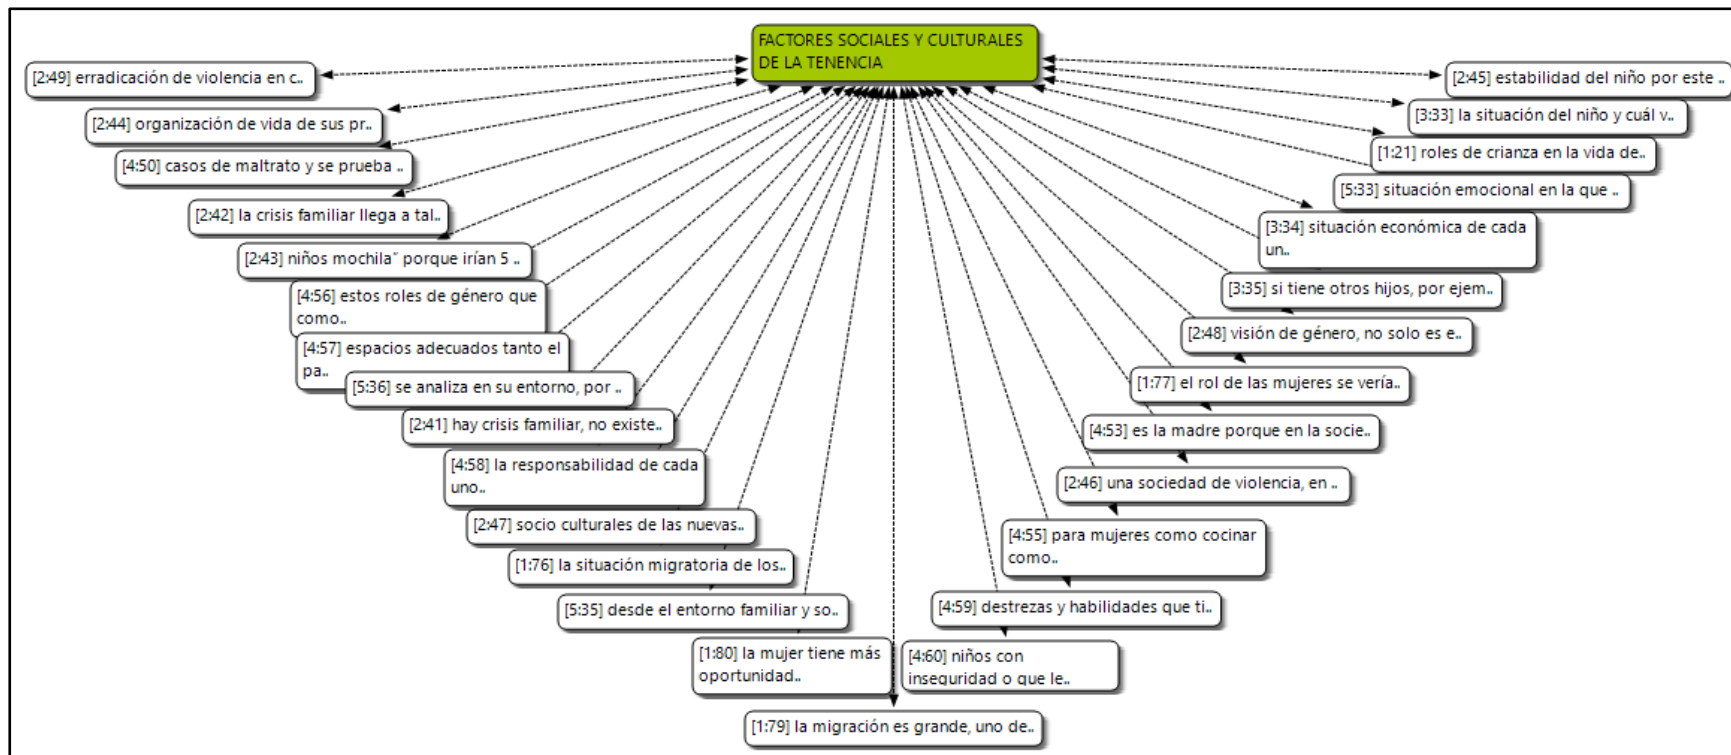 FACTORES SOCIALES Y CULTURALES
DE LA TENENCIA
[2:49] erradicación de violencia en c..
[2:44] organización de vida de sus pr..
[4:50] casos de maltrato y se prueba ..
[2:42] la crisis familiar llega a tal..
[2:43] niños mochila” porque irían 5 ..
[4:56] estos roles de género que
como..
[4:57] espacios adecuados tanto el
pa..
[5:36] se analiza en su entorno, por ..
[2:41] hay crisis familiar, no existe..
[4:58] la responsabilidad de cada
uno..
[2:47] socio culturales de las nuevas..
[1:76] la situación migratoria de los..
[5:35] desde el entorno familiar y so..
[1:80] la mujer tiene más
oportunidad..
[1:79] la migración es grande, uno de..
[2:45] estabilidad del niño por este ..
[3:33] la situación del niño y cuál v..
[1:21] roles de crianza en la vida de..
[5:33] situación emocional en la que ..
[3:34] situación económica de cada
un..
[3:35] si tiene otros hijos, por ejem..
[2:48] visión de género, no solo es e..
[1:77] el rol de las mujeres se vería..
[4:53] es la madre porque en la socie..
[2:46] una sociedad de violencia, en ..
[4:55] para mujeres como cocinar
como..
[4:59] destrezas y habilidades que ti..
[4:60] niños con
inseguridad o que le..